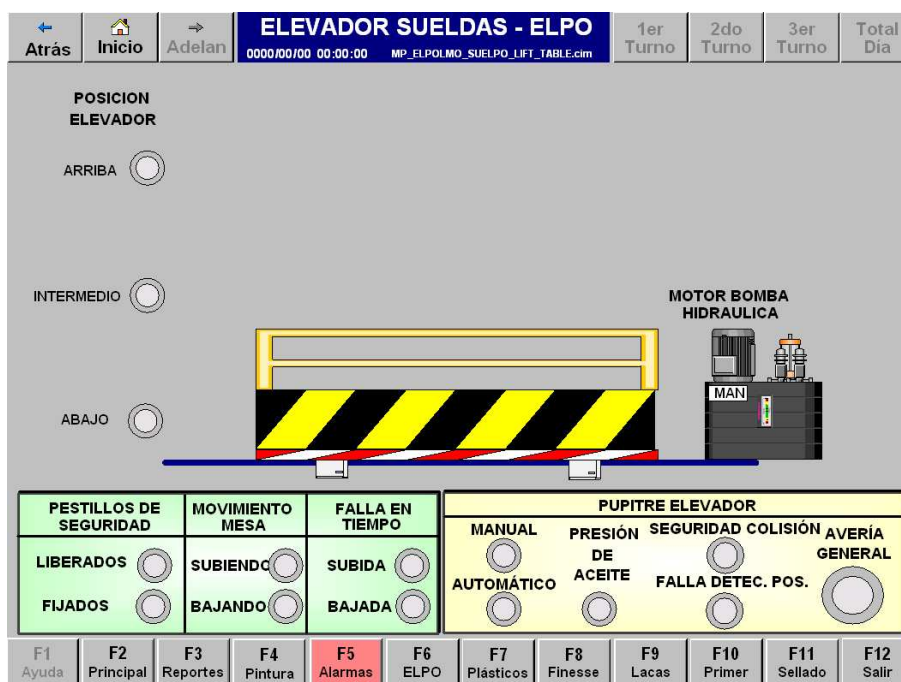 Atrás
Inicio
Adelan
ELEVADOR SUELDAS - ELPO
0000/00/00 00:00:00 MP_ELPOLMO_SUELPO_LIFT_TABLE.cim
1er
Turno
2do
Turno
3er
Turno
Total
Día
POSICION
ELEVADOR
ARRIBA
INTERMEDIO
ABAJO
MOTOR BOMBA
HIDRAULICA
MAN
PESTILLOS DE
SEGURIDAD
LIBERADOS
FIJADOS
MOVIMIENTO
MESA
SUBIENDO
BAJANDO
FALLA EN
TIEMPO
SUBIDA
BAJADA
PUPITRE ELEVADOR
MANUAL
AUTOMÁTICO
PRESIÓN
DE
ACEITE
SEGURIDAD COLISIÓN
FALLA DETEC. POS.
AVERÍA
GENERAL
F1
Ayuda
F2
Principal
F3
Reportes
F4
Pintura
F5
Alarmas
F6
ELPO
F7
Plásticos
F8
Finesse
F9
Lacas
F10
Primer
F11
Sellado
F12
Salir